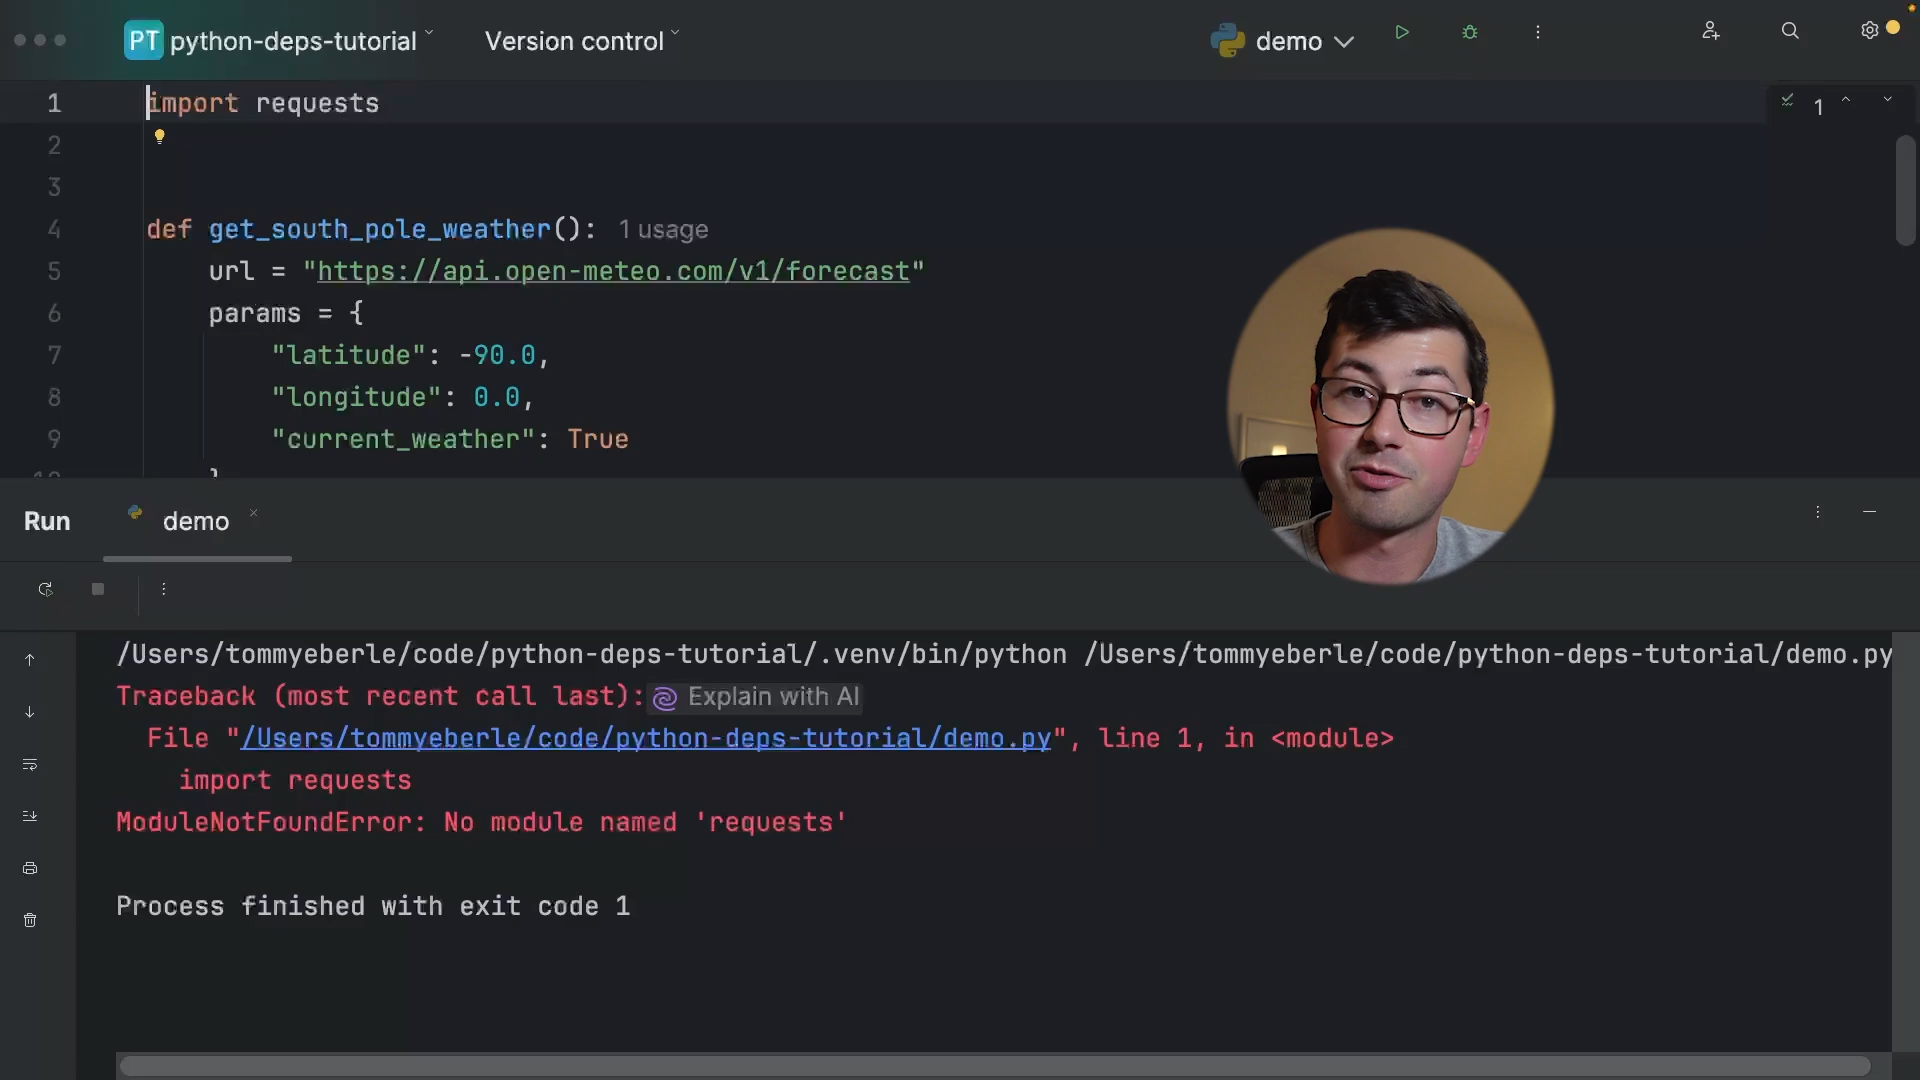 PT python-deps-tutorial Version control demo
1 import requests 1
2
3
4 def get_south_pole_weather(): 1 usage
5 url = "https://api.open-meteo.com/v1/forecast"
6 params = {
7 "latitude": -90.0,
8 "longitude": 0.0,
9 "current_weather": True
Run demo
/Users/tommyeberle/code/python-deps-tutorial/.venv/bin/python /Users/tommyeberle/code/python-deps-tutorial/demo.py
Traceback (most recent call last): Explain with AI
File "/Users/tommyeberle/code/python-deps-tutorial/demo.py", line 1, in <module>
import requests
ModuleNotFoundError: No module named 'requests'
Process finished with exit code 1